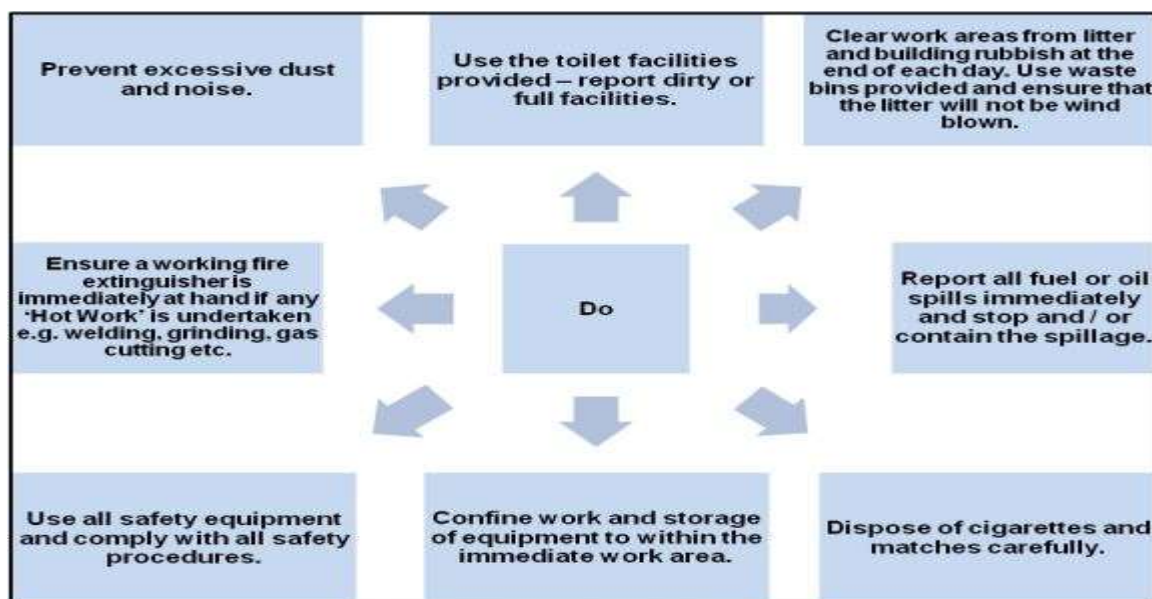 Prevent excessive dust
and noise.
Use the toilet facilities
provided – report dirty or
full facilities.
Clear work areas from litter
and building rubbish at the
end of each day. Use waste
bins provided and ensure that
the litter will not be wind
blown.
Ensure a working fire
extinguisher is
immediately at hand if any
'Hot Work' is undertaken
e.g. welding, grinding, gas
cutting etc.
Do
Report all fuel or oil
spills immediately
and stop and / or
contain the spillage.
Use all safety equipment
and comply with all safety
procedures.
Confine work and storage
of equipment to within the
immediate work area.
Dispose of cigarettes and
matches carefully.